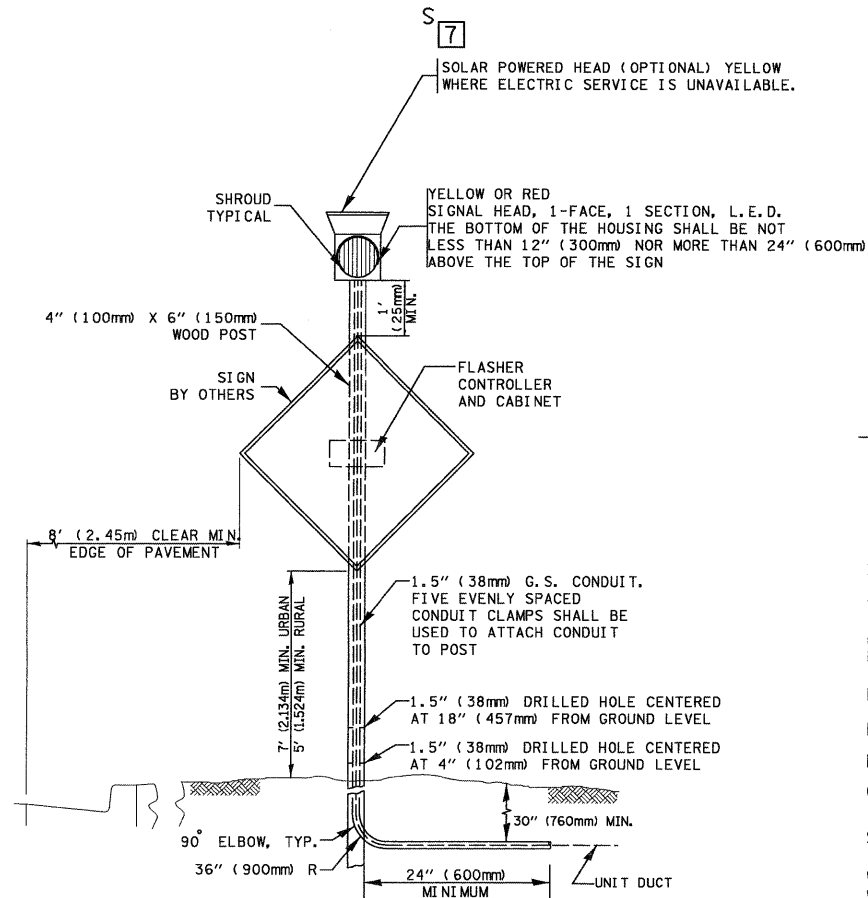 S
7
SOLAR POWERED HEAD (OPTIONAL) YELLOW
WHERE ELECTRIC SERVICE IS UNAVAILABLE.
SHROUD
TYPICAL
YELLOW OR RED
SIGNAL HEAD, 1-FACE, 1 SECTION, L.E.D.
THE BOTTOM OF THE HOUSING SHALL BE NOT
LESS THAN 12" (300mm) NOR MORE THAN 24" (600mm)
ABOVE THE TOP OF THE SIGN
1'
(25mm)
MIN.
4" (100mm) X 6" (150mm)
WOOD POST
SIGN
BY OTHERS
FLASHER
CONTROLLER
AND CABINET
8' (2.45m) CLEAR MIN.
EDGE OF PAVEMENT
7' (2.134m) MIN. URBAN
5' (1.524m) MIN. RURAL
1.5" (38mm) G.S. CONDUIT.
FIVE EVENLY SPACED
CONDUIT CLAMPS SHALL BE
USED TO ATTACH CONDUIT
TO POST
1.5" (38mm) DRILLED HOLE CENTERED
AT 18" (457mm) FROM GROUND LEVEL
1.5" (38mm) DRILLED HOLE CENTERED
AT 4" (102mm) FROM GROUND LEVEL
30" (760mm) MIN.
90° ELBOW, TYP.
36" (900mm) R
24" (600mm)
MINIMUM
UNIT DUCT